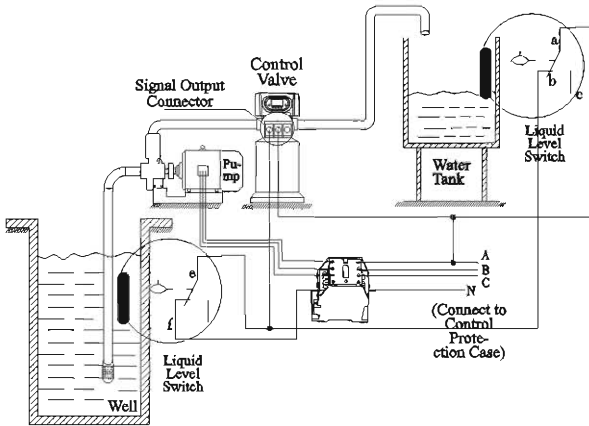 Control
Valve
Signal Output
Connector
Pu-
mp
a
b
c
Liquid
Level
Switch
Water
Tank
A
B
C
N
e
f
(Connect to
Control
Prote-
ction Case)
Liquid
Level
Switch
Well